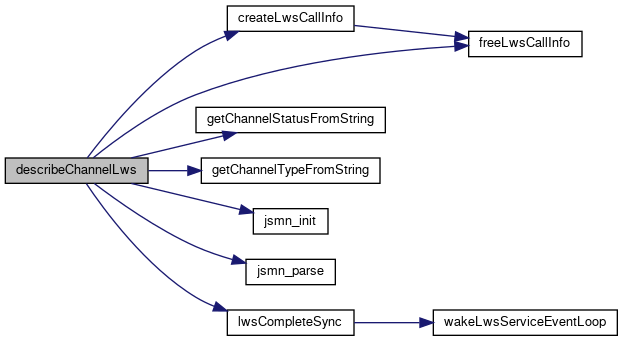 createLwsCallInfo
freeLwsCallInfo
getChannelStatusFromString
describeChannelLws
getChannelTypeFromString
jsmn_init
jsmn_parse
lwsCompleteSync
wakeLwsServiceEventLoop